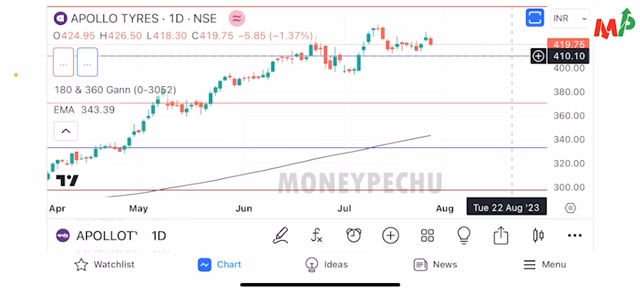 APOLLO TYRES · 1D · NSE
INR
MP
O424.95 H426.50 L418.30 C419.75 −5.85 (−1.37%)
419.75
410.10
400.00
180 & 360 Gann (0-3052)
380.00
EMA 343.39
360.00
340.00
320.00
MONEYPECHU
300.00
Apr May Jun Jul Aug Tue 22 Aug '23
APOLLOTY 1D
Watchlist Chart Ideas News Menu